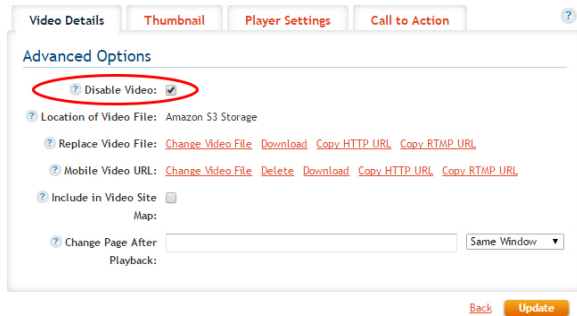 Video Details Thumbnail Player Settings Call to Action ?
Advanced Options
? Disable Video:
? Location of Video File: Amazon S3 Storage
? Replace Video File: Change Video File Download Copy HTTP URL Copy RTMP URL
? Mobile Video URL: Change Video File Delete Download Copy HTTP URL Copy RTMP URL
? Include in Video Site
Map:
? Change Page After Same Window
Playback:
Back Update